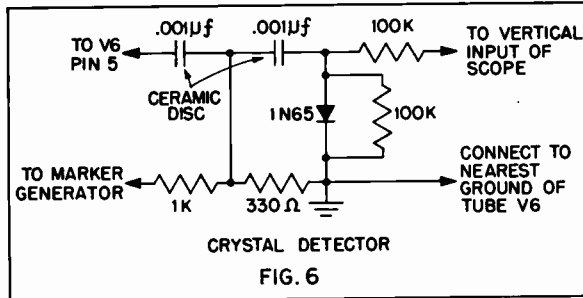 .001µf
.001µf
100K
TO V6
PIN 5
TO VERTICAL
INPUT OF
SCOPE
CERAMIC
DISC
1N65
100K
TO MARKER
GENERATOR
CONNECT TO
NEAREST
GROUND OF
TUBE V6
1K
330Ω
CRYSTAL DETECTOR
FIG. 6